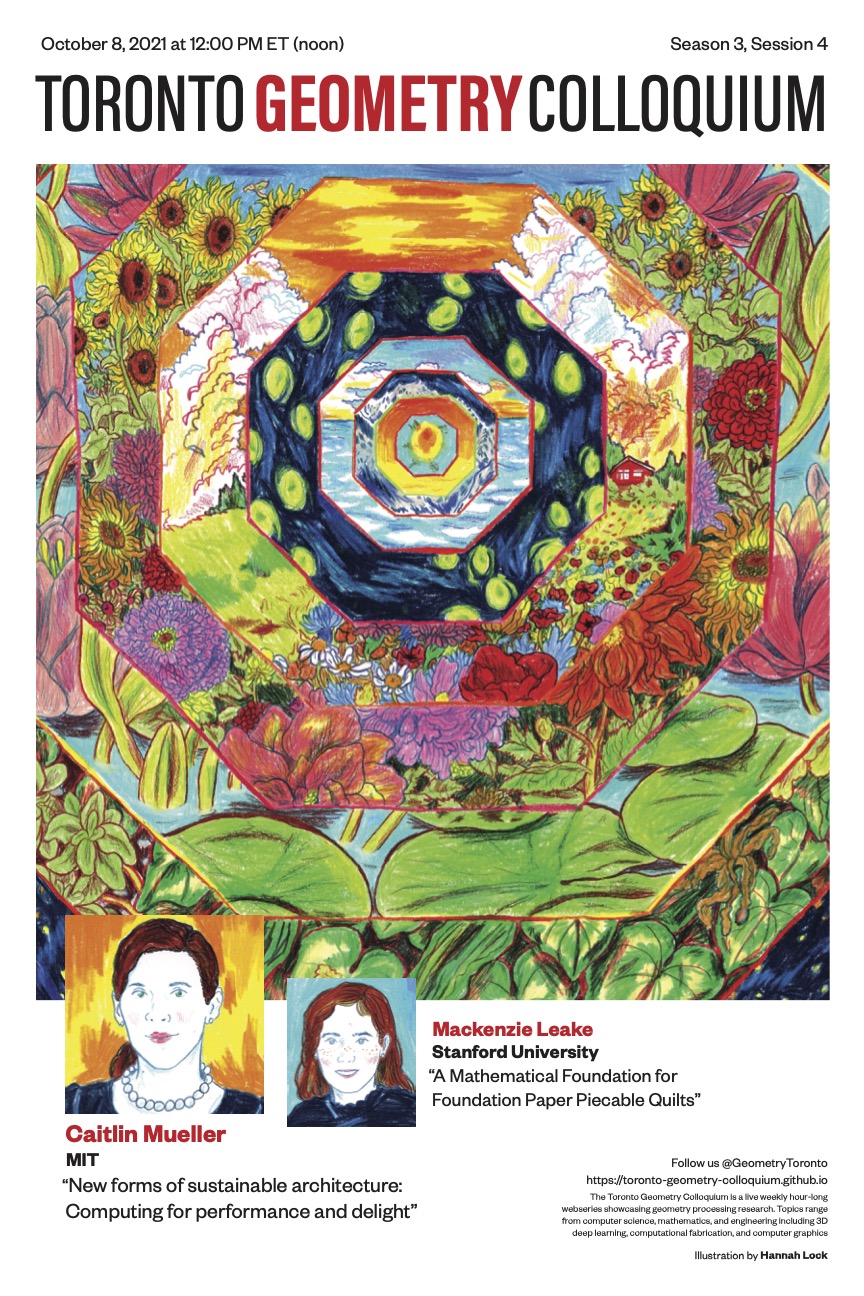 October 8, 2021 at 12:00 PM ET (noon)
Season 3, Session 4
TORONTO GEOMETRY COLLOQUIUM
Mackenzie Leake
Stanford University
“A Mathematical Foundation for
Foundation Paper Piecable Quilts”
Caitlin Mueller
MIT
“New forms of sustainable architecture:
Computing for performance and delight”
Follow us @GeometryToronto
https://toronto-geometry-colloquium.github.io
The Toronto Geometry Colloquium is a live weekly hour-long
webseries showcasing geometry processing research. Topics range
from computer science, mathematics, and engineering including 3D
deep learning, computational fabrication, and computer graphics
Illustration by Hannah Lock